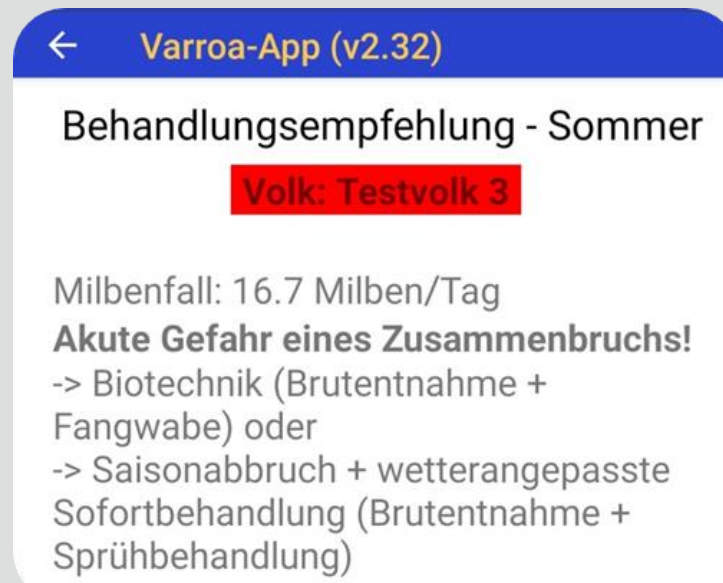 Varroa-App (v2.32)
Behandlungsempfehlung - Sommer
Volk: Testvolk 3
Milbenfall: 16.7 Milben/Tag
Akute Gefahr eines Zusammenbruchs!
-> Biotechnik (Brutentnahme +
Fangwabe) oder
-> Saisonabbruch + wetterangepasste
Sofortbehandlung (Brutentnahme +
Sprühbehandlung)